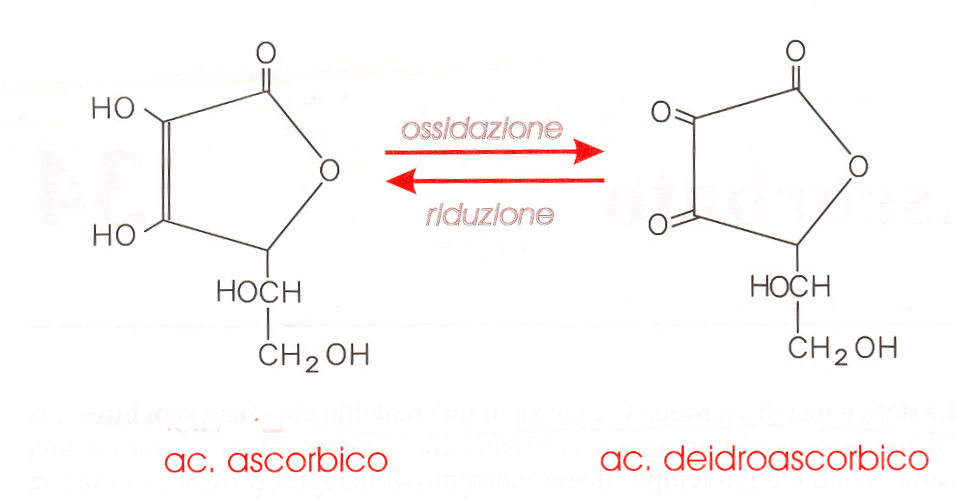 O
O
HO
O
ossidazione
O
O
riduzione
O
HO
HOCH
HOCH
CH2OH
CH2OH
ac. ascorbico
ac. deidroascorbico